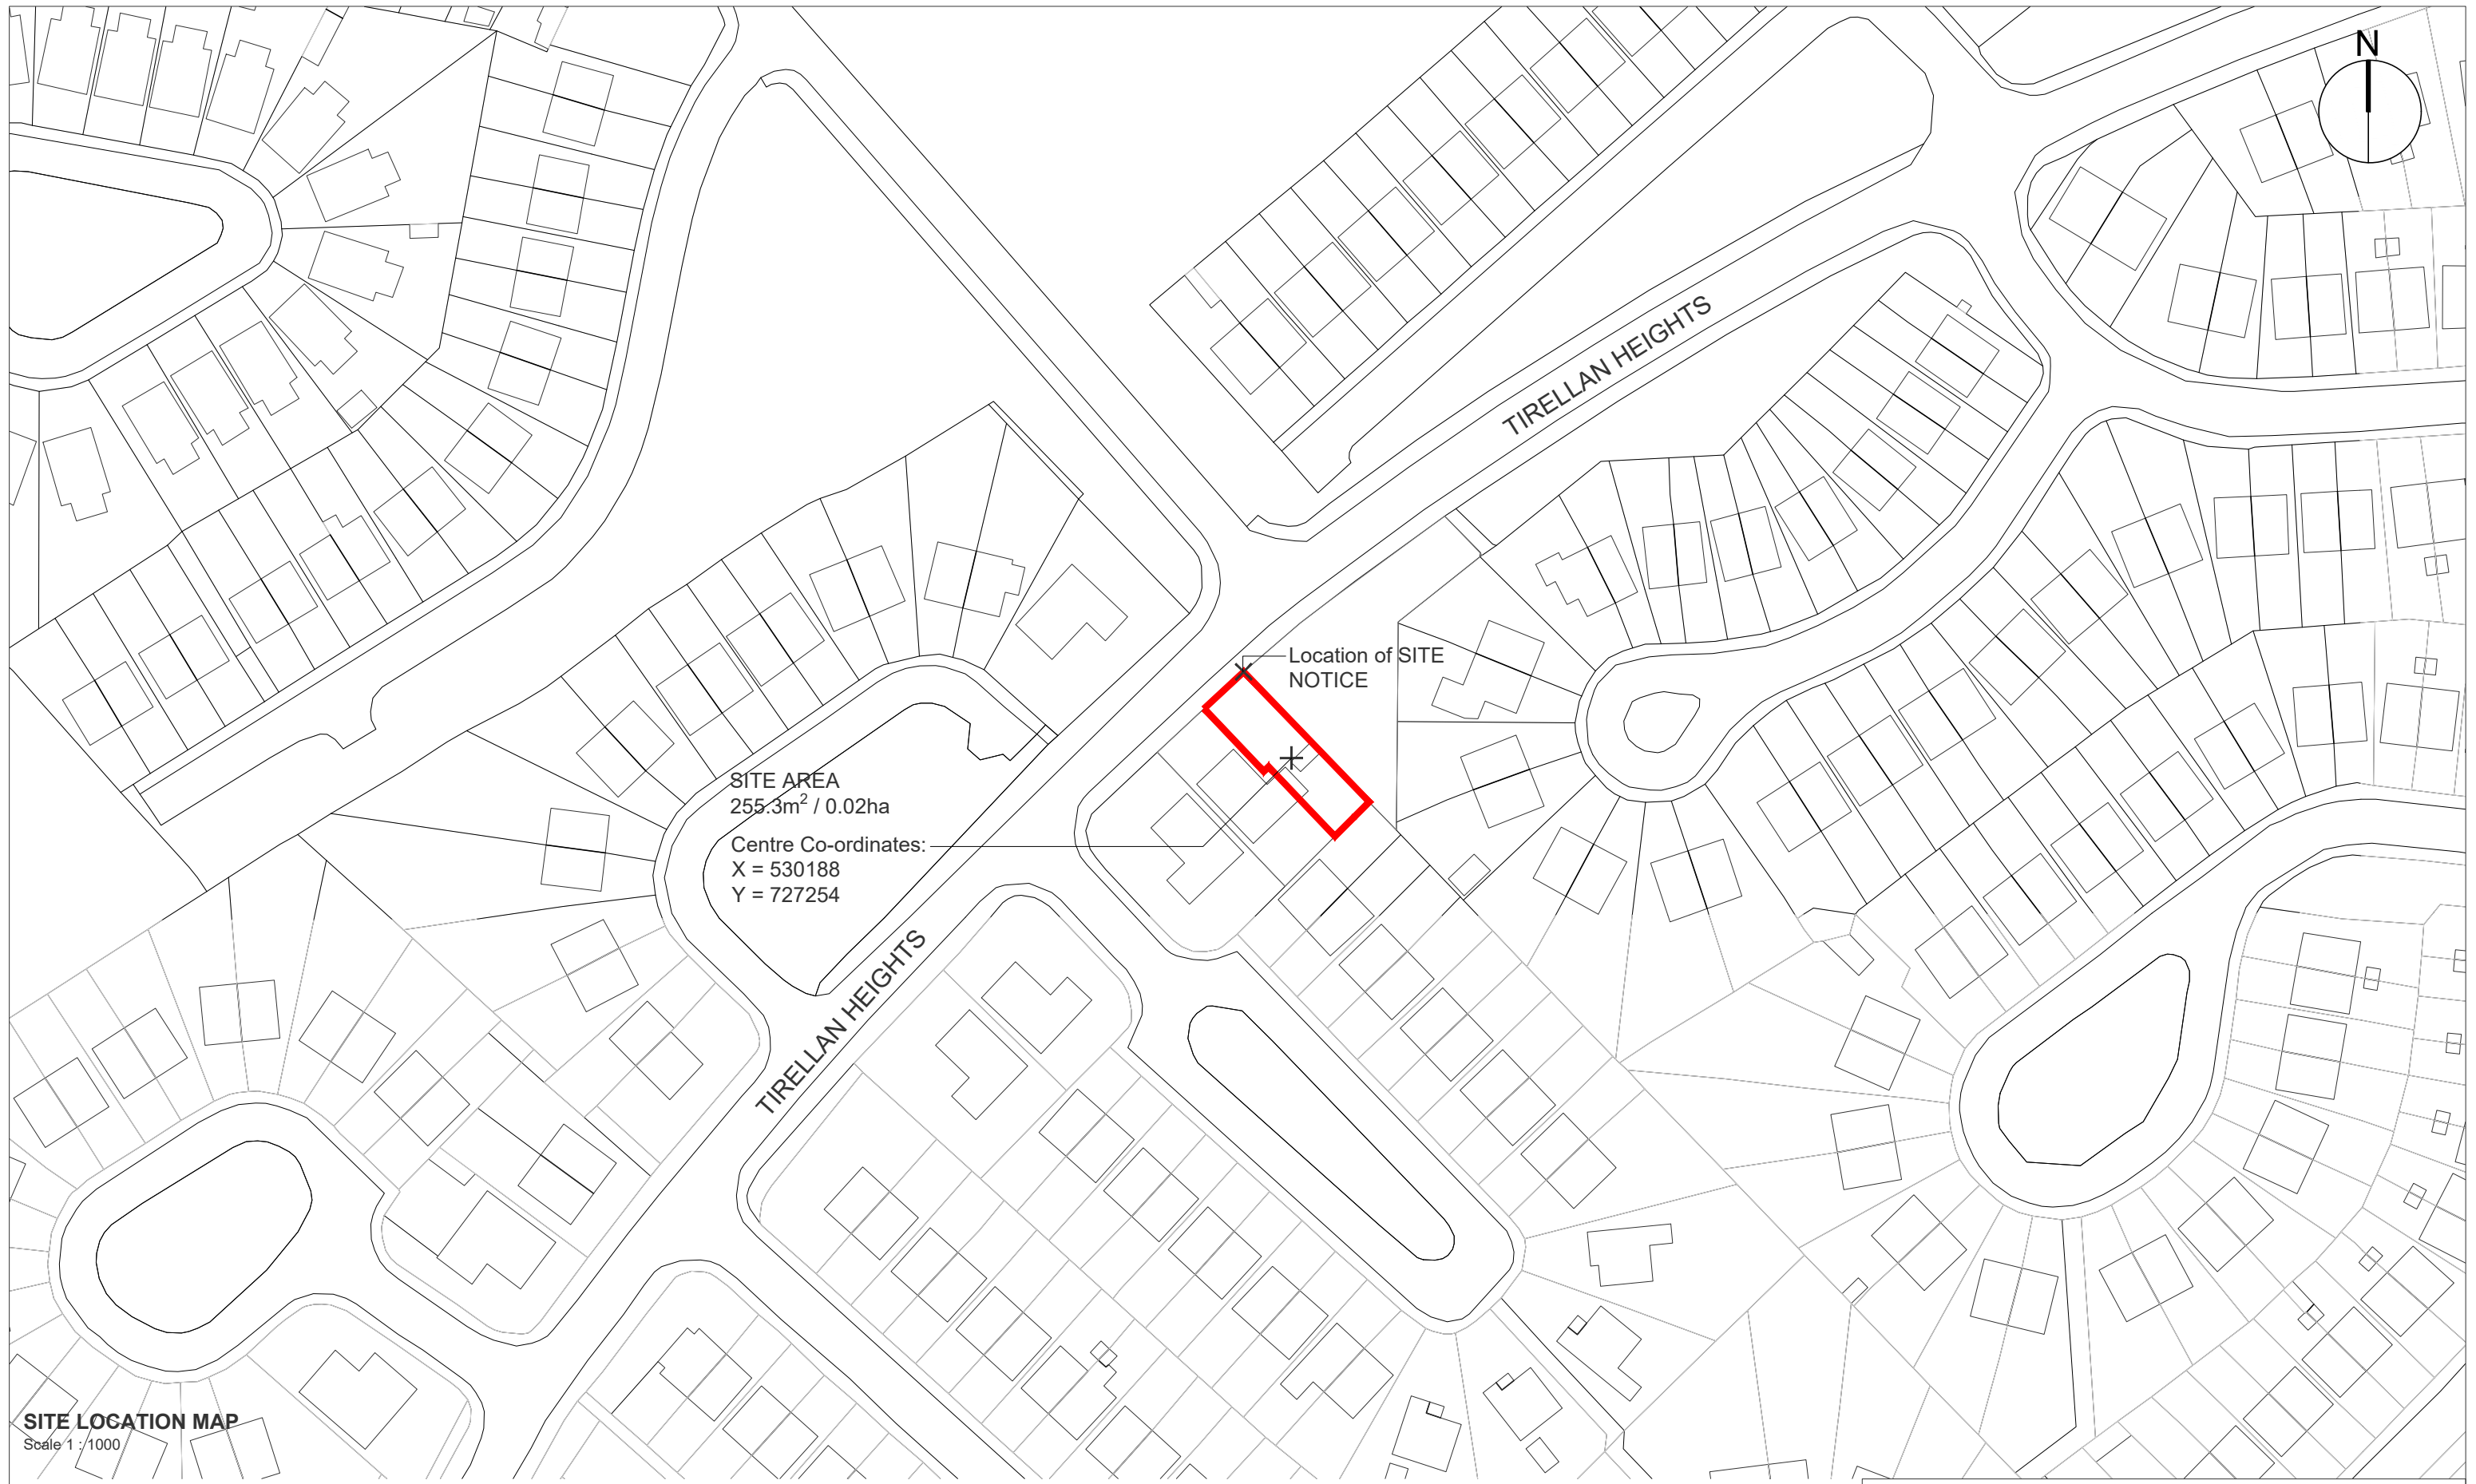 N
TIRELLAN HEIGHTS
Location of SITE
NOTICE
SITE AREA
255.3m² / 0.02ha
Centre Co-ordinates:
X = 530188
Y = 727254
TIRELLAN HEIGHTS
SITE LOCATION MAP
Scale 1 : 1000